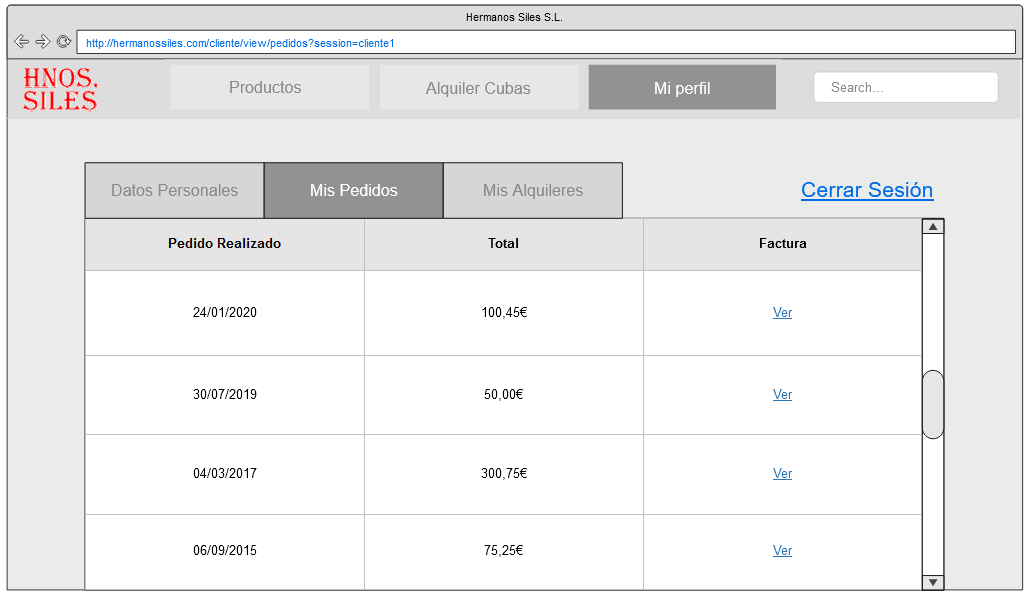 Hermanos Siles S.L.
http://hermanossiles.com/cliente/view/pedidos?session=cliente1
HNOS.
SILES
Productos
Alquiler Cubas
Mi perfil
Search...
Datos Personales
Mis Pedidos
Mis Alquileres
Cerrar Sesión
Pedido Realizado
Total
Factura
24/01/2020
100,45€
Ver
30/07/2019
50,00€
Ver
04/03/2017
300,75€
Ver
06/09/2015
75,25€
Ver